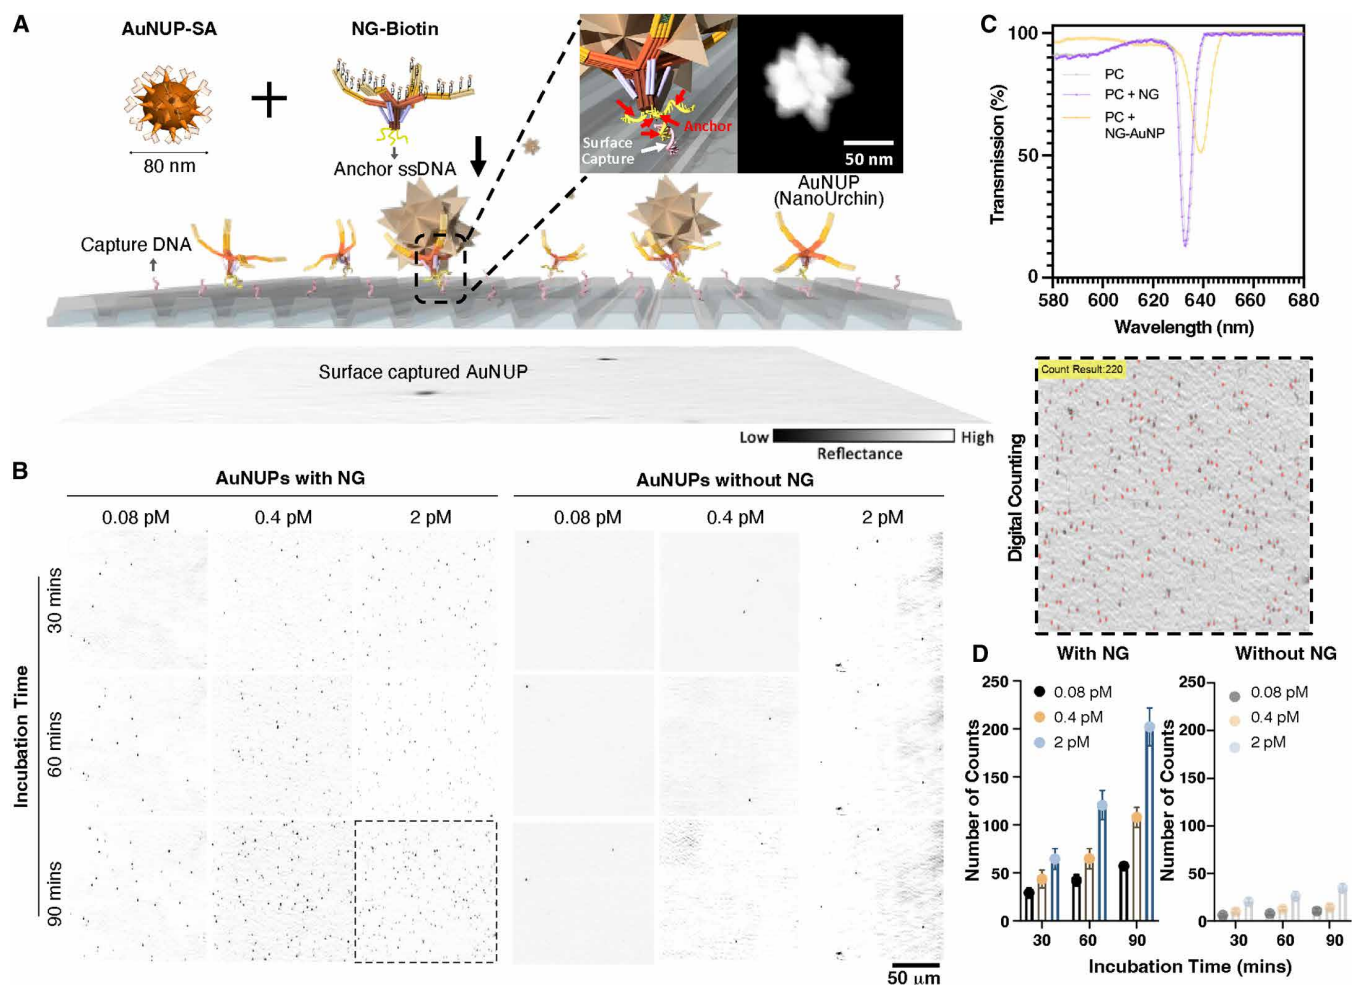 A
AuNUP-SA
NG-Biotin
80 nm
Anchor ssDNA
Capture DNA
Anchor
Surface
Capture
50 nm
AuNUP
(NanoUrchin)
Surface captured AuNUP
Low
High
Reflectance
C
100
50
0
Transmission (%)
PC
PC + NG
PC +
NG-AuNP
580 600 620 640 660 680
Wavelength (nm)
Count Result:220
Digital Counting
B
AuNUPs with NG
AuNUPs without NG
0.08 pM 0.4 pM 2 pM
0.08 pM 0.4 pM 2 pM
Incubation Time
30 mins
60 mins
90 mins
50 μm
D
With NG
Without NG
250
200
150
100
50
0
Number of Counts
0.08 pM
0.4 pM
2 pM
30 60 90
250
200
150
100
50
0
Number of Counts
0.08 pM
0.4 pM
2 pM
30 60 90
Incubation Time (mins)